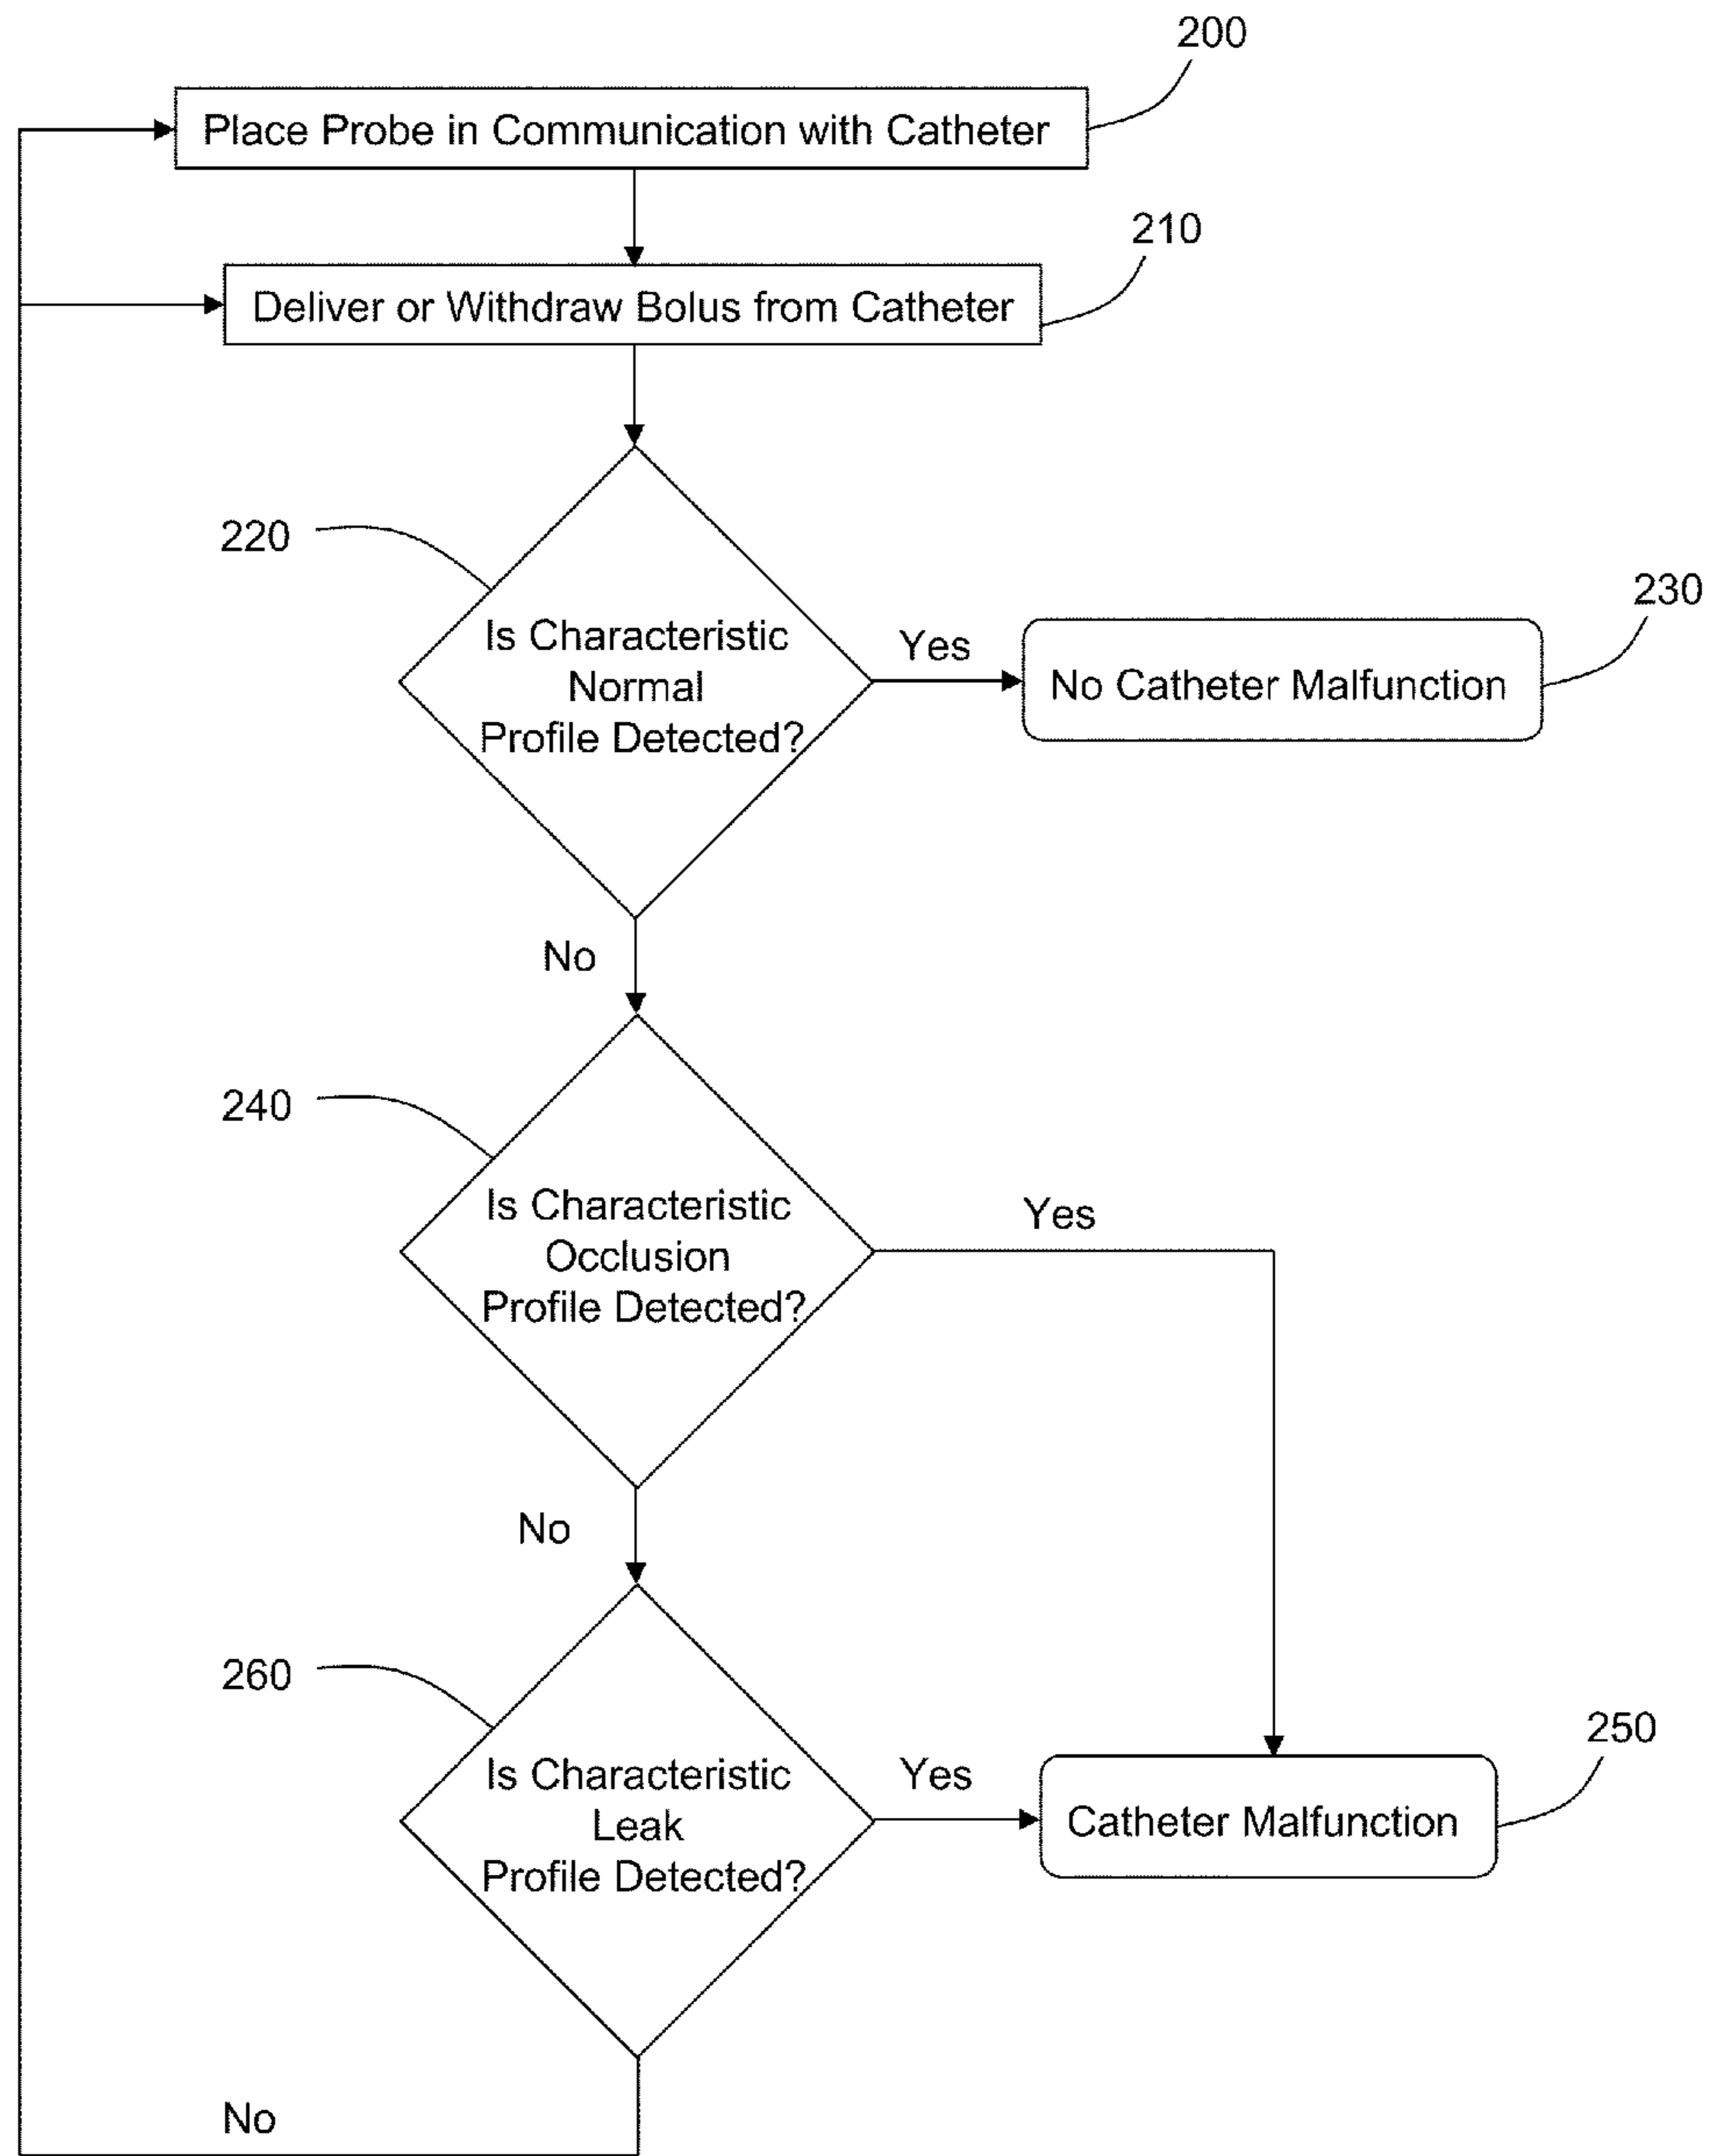 200
Place Probe in Communication with Catheter
210
Deliver or Withdraw Bolus from Catheter
220
Is Characteristic
Normal
Profile Detected?
Yes
230
No Catheter Malfunction
No
240
Is Characteristic
Occlusion
Profile Detected?
Yes
No
260
Is Characteristic
Leak
Profile Detected?
Yes
250
Catheter Malfunction
No